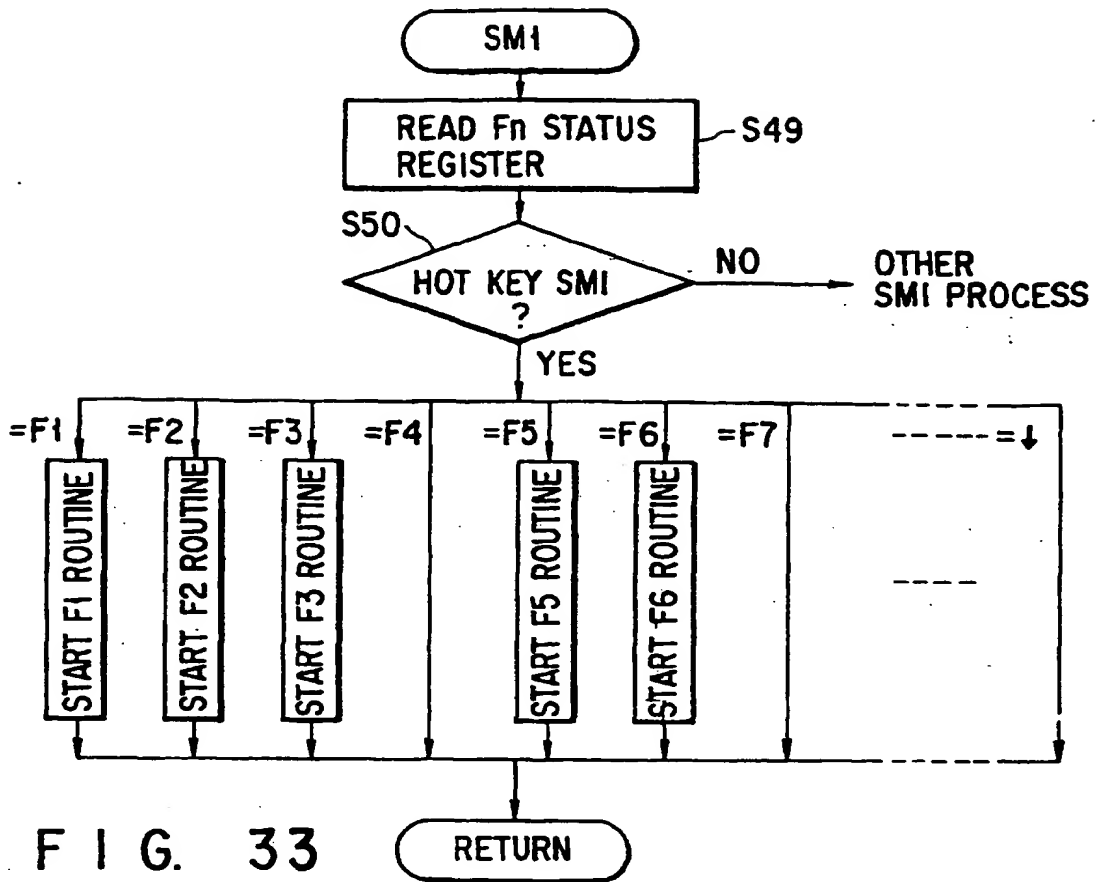 SMI
READ Fn STATUS
REGISTER
S49
S50
HOT KEY SMI
?
NO
OTHER
SMI PROCESS
YES
=F1
=F2
=F3
=F4
=F5
=F6
=F7
-----=↓
START F1 ROUTINE
START F2 ROUTINE
START F3 ROUTINE
START F5 ROUTINE
START F6 ROUTINE
----
RETURN
FIG. 33